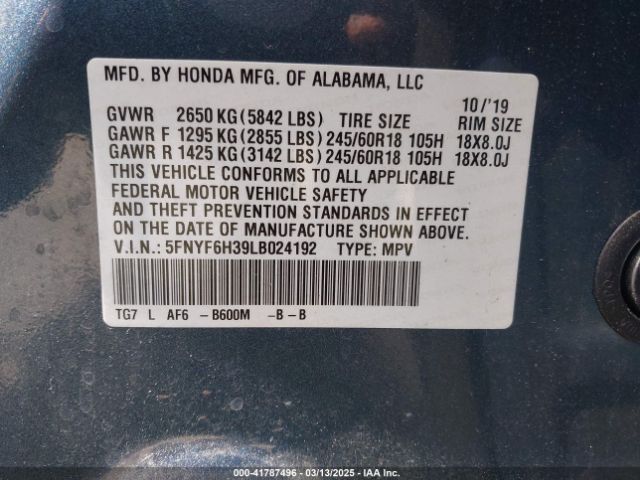 MFD. BY HONDA MFG. OF ALABAMA, LLC
10/'19
GVWR 2650 KG(5842 LBS) TIRE SIZE RIM SIZE
GAWR F 1295 KG(2855 LBS) 245/60R18 105H 18X8.0J
GAWR R 1425 KG(3142 LBS) 245/60R18 105H 18X8.0J
THIS VEHICLE CONFORMS TO ALL APPLICABLE
FEDERAL MOTOR VEHICLE SAFETY
AND THEFT PREVENTION STANDARDS IN EFFECT
ON THE DATE OF MANUFACTURE SHOWN ABOVE.
V.I.N.: 5FNYF6H39LB024192 TYPE: MPV
TG7 L AF6 -B600M -B-B
000-41787496 - 03/13/2025 - IAA Inc.